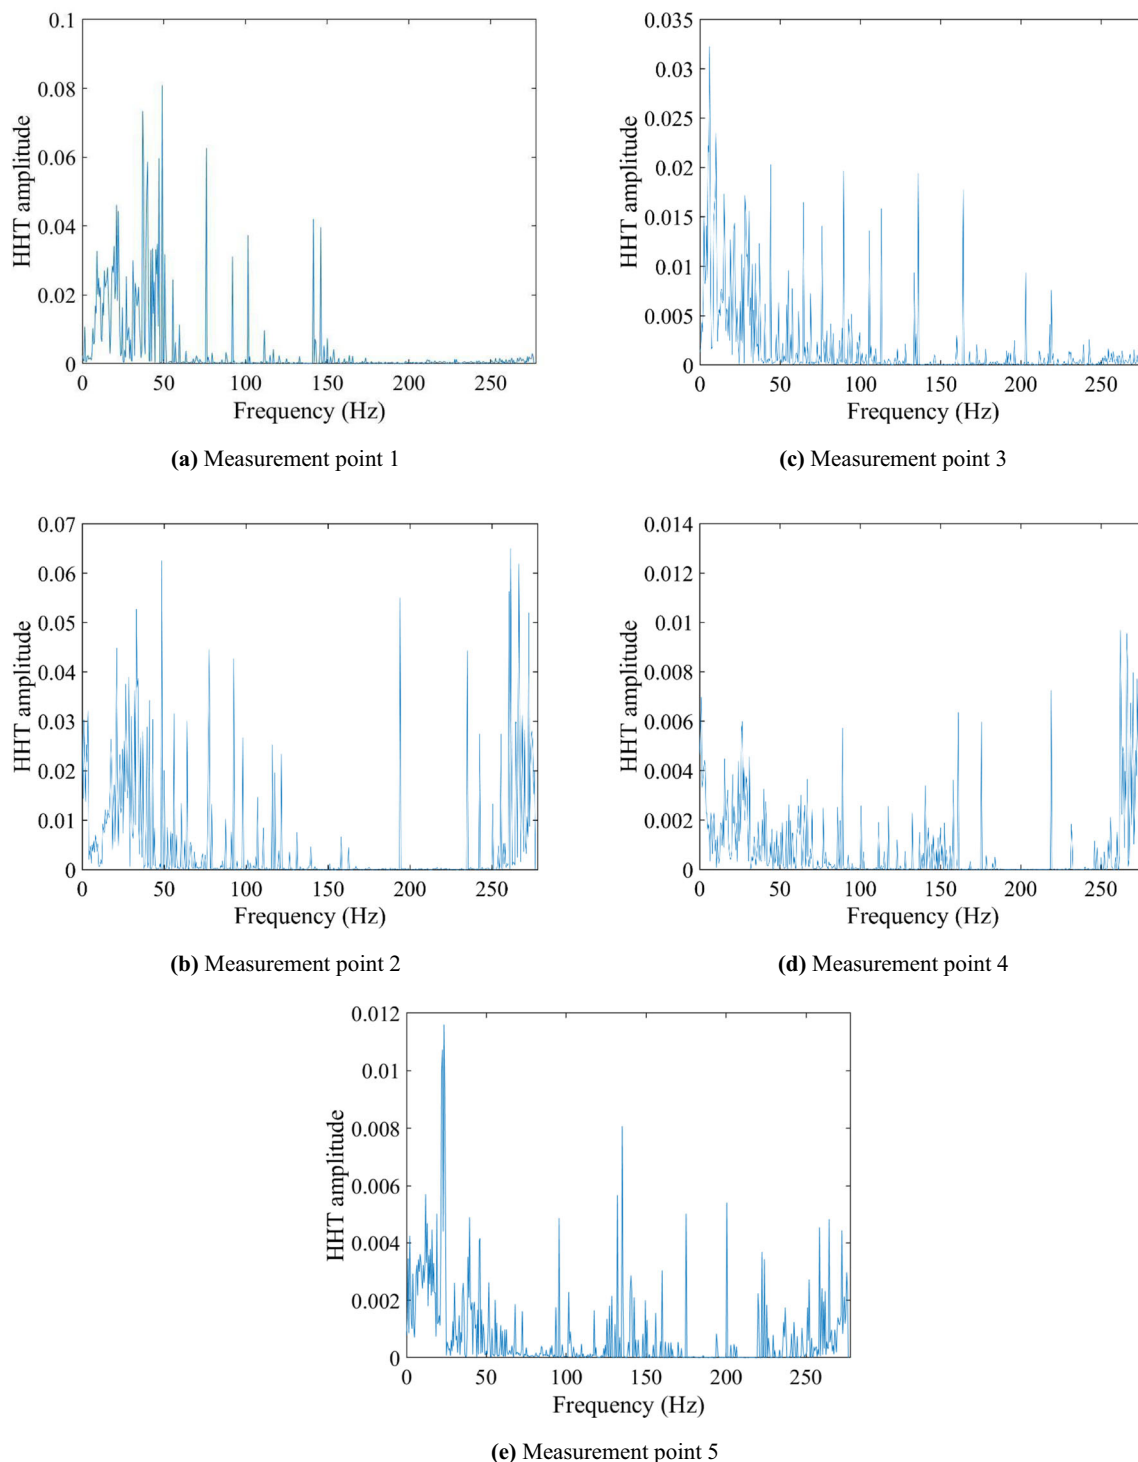 0.1
0.08
0.06
0.04
0.02
0
0 50 100 150 200 250
HHT amplitude
Frequency (Hz)
(a) Measurement point 1
0.035
0.03
0.025
0.02
0.015
0.01
0.005
0
0 50 100 150 200 250
HHT amplitude
Frequency (Hz)
(c) Measurement point 3
0.07
0.06
0.05
0.04
0.03
0.02
0.01
0
0 50 100 150 200 250
HHT amplitude
Frequency (Hz)
(b) Measurement point 2
0.014
0.012
0.01
0.008
0.006
0.004
0.002
0
0 50 100 150 200 250
HHT amplitude
Frequency (Hz)
(d) Measurement point 4
0.012
0.01
0.008
0.006
0.004
0.002
0
0 50 100 150 200 250
HHT amplitude
Frequency (Hz)
(e) Measurement point 5